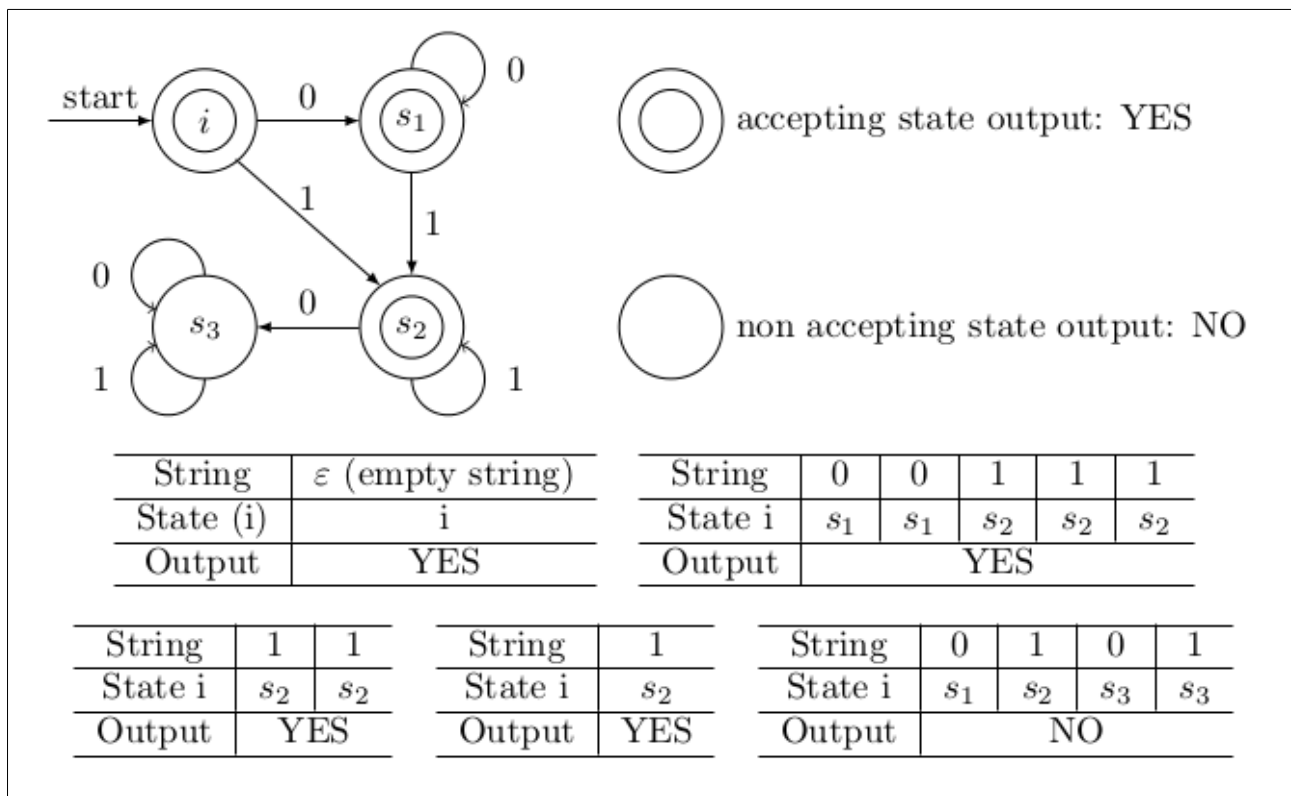 start
i
0
s₁
0
accepting state output: YES
1
1
0
s₃
0
s₂
non accepting state output: NO
1
1
String ε (empty string)
State (i) i
Output YES
String 0 0 1 1 1
State i s₁ s₁ s₂ s₂ s₂
Output YES
String 1 1
State i s₂ s₂
Output YES
String 1
State i s₂
Output YES
String 0 1 0 1
State i s₁ s₂ s₃ s₃
Output NO